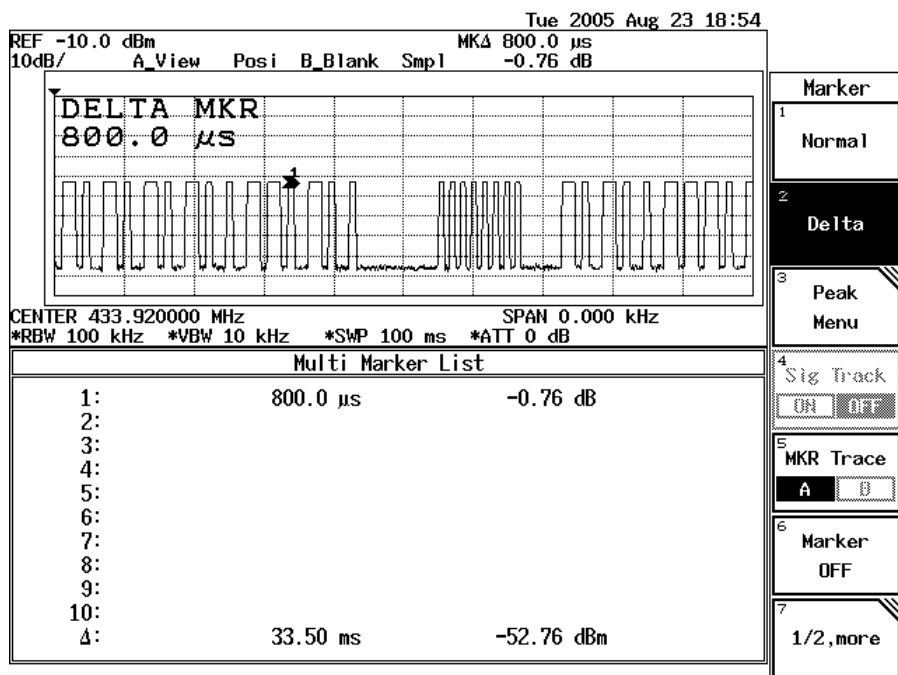 Tue 2005 Aug 23 18:54
REF -10.0 dBm MKΔ 800.0 µs
10dB/ A_View Posi B_Blank Smpl -0.76 dB
DELTA MKR
800.0 µs
1
CENTER 433.920000 MHz SPAN 0.000 kHz
*RBW 100 kHz *VBW 10 kHz *SWP 100 ms *ATT 0 dB
Multi Marker List
1: 800.0 µs -0.76 dB
2:
3:
4:
5:
6:
7:
8:
9:
10:
Δ: 33.50 ms -52.76 dBm
Marker
1
Normal
2
Delta
3
Peak
Menu
4
Sig Track
ON OFF
5
MKR Trace
A B
6
Marker
OFF
7
1/2,more